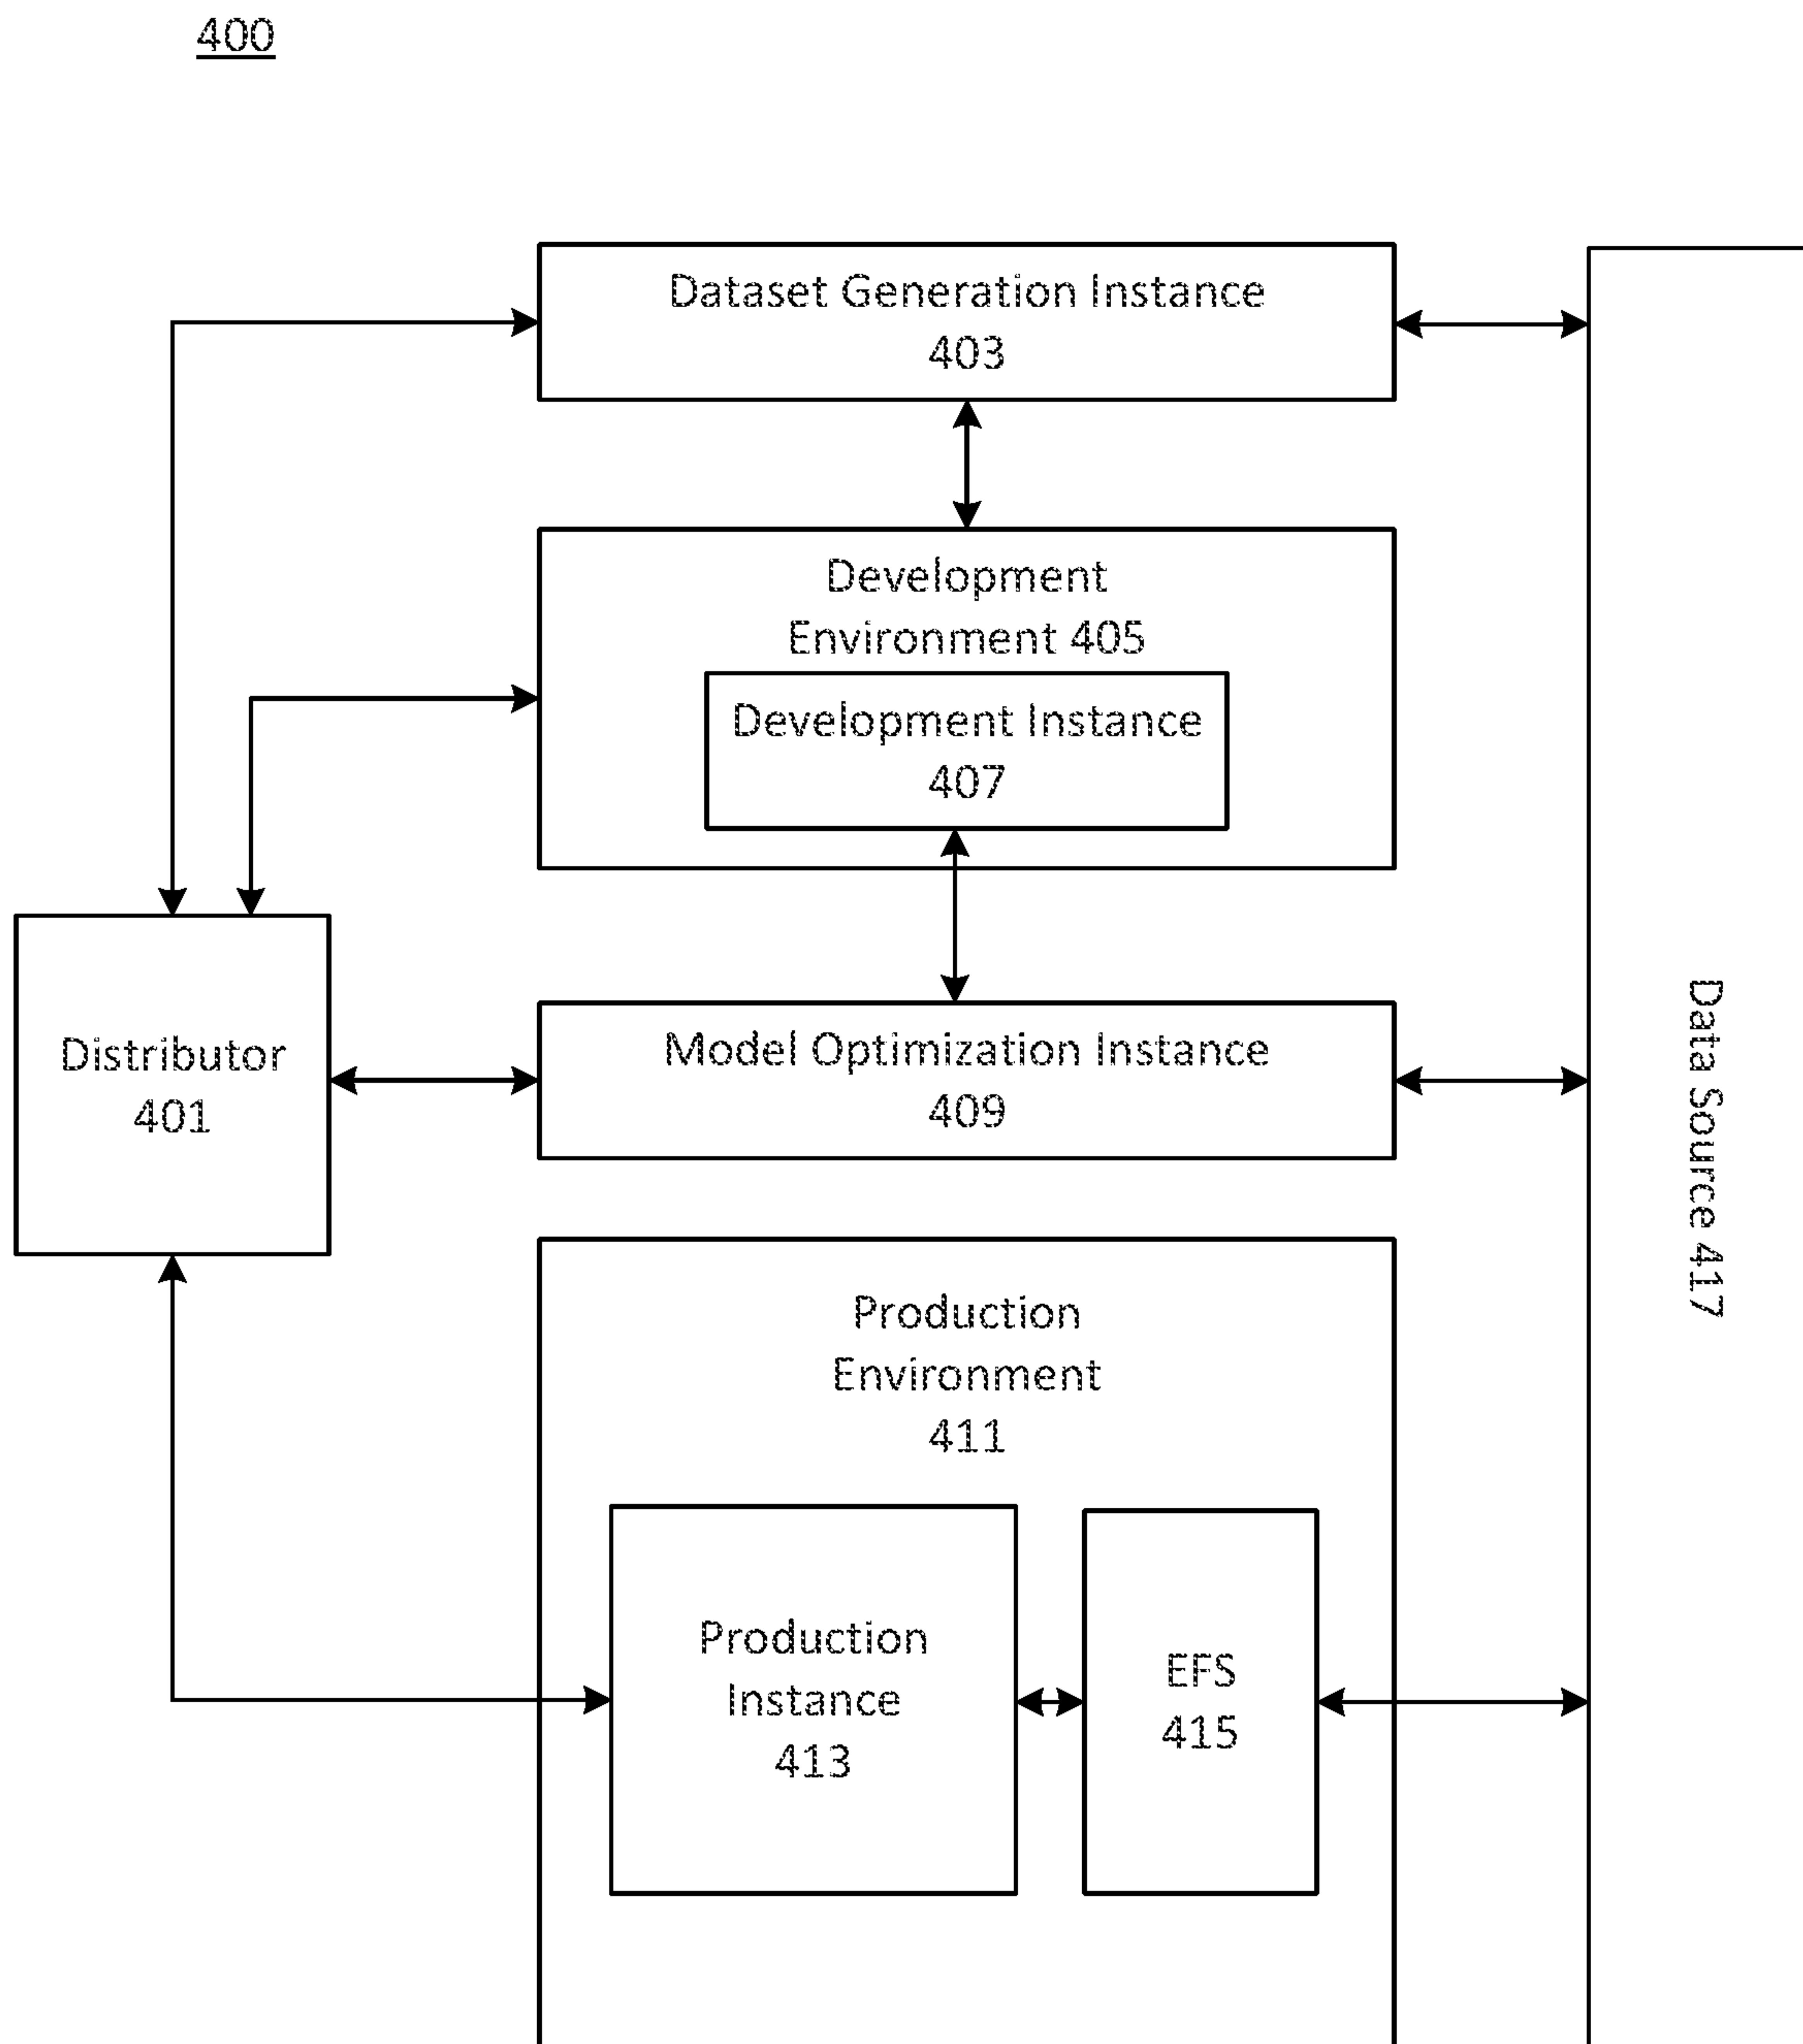 400
Dataset Generation Instance
403
Development
Environment 405
Development Instance
407
Distributor
401
Model Optimization Instance
409
Data Source 417
Production
Environment
411
Production
Instance
413
EFS
415